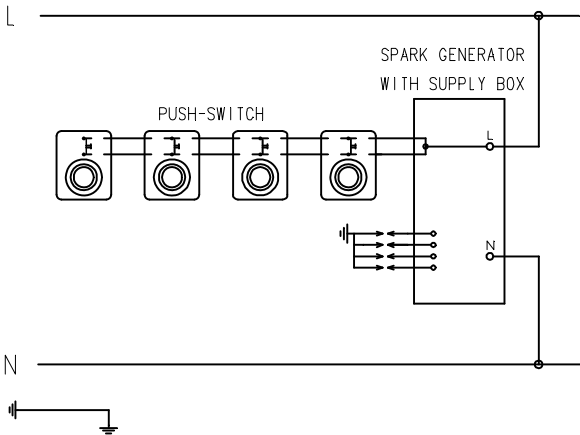 L
SPARK GENERATOR
WITH SUPPLY BOX
PUSH-SWITCH
L
N
N